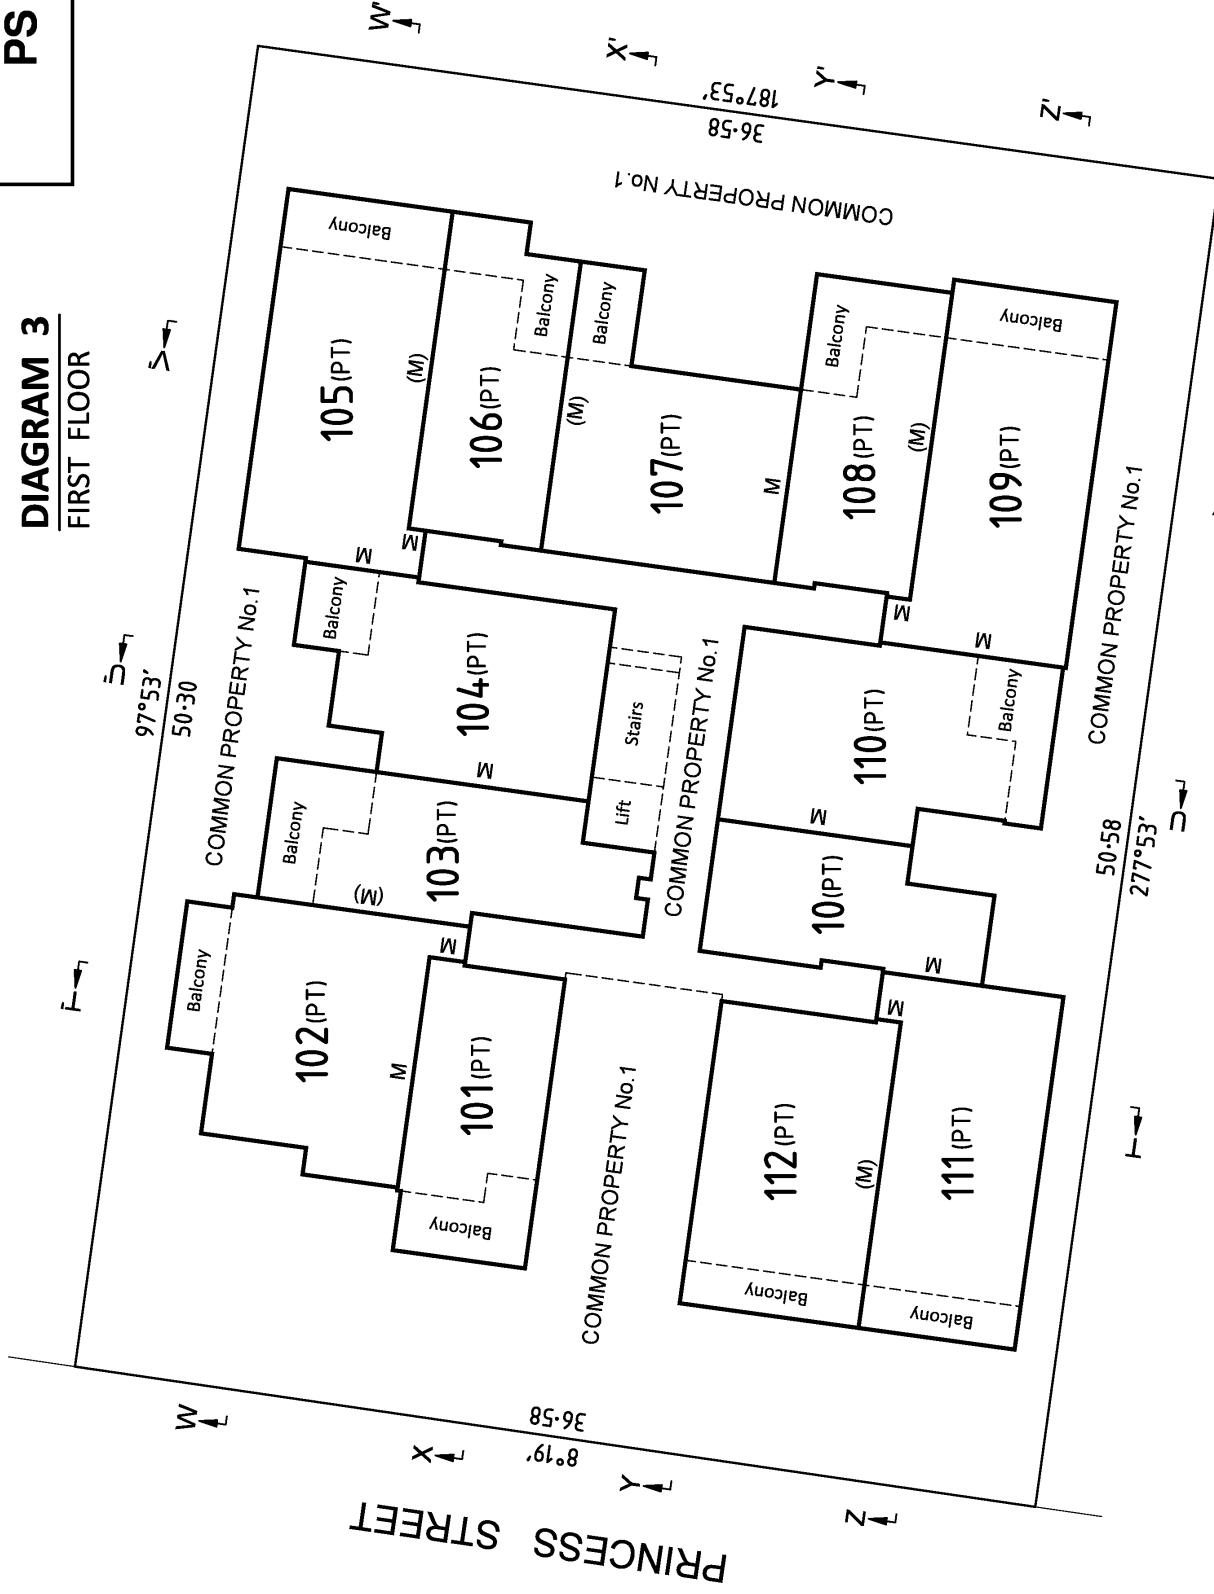 PS
DIAGRAM 3
FIRST FLOOR
W'
X'
Y'
Z'
187°53'
36·58
COMMON PROPERTY No.1
V'
U'
T'
97°53'
50·30
COMMON PROPERTY No.1
Balcony
105(PT)
(M)
106(PT)
Balcony
Balcony
(M)
107(PT)
M
Balcony
108(PT)
(M)
Balcony
109(PT)
M
M
Balcony
104(PT)
M
Stairs
Lift
COMMON PROPERTY No.1
M
M
110(PT)
Balcony
M
COMMON PROPERTY No.1
Balcony
103(PT)
(M)
10(PT)
M
M
Balcony
102(PT)
M
M
101(PT)
Balcony
COMMON PROPERTY No.1
112(PT)
(M)
111(PT)
Balcony
Balcony
50·58
277°53'
U
T
36·58
8°19'
W
X
Y
Z
PRINCESS STREET